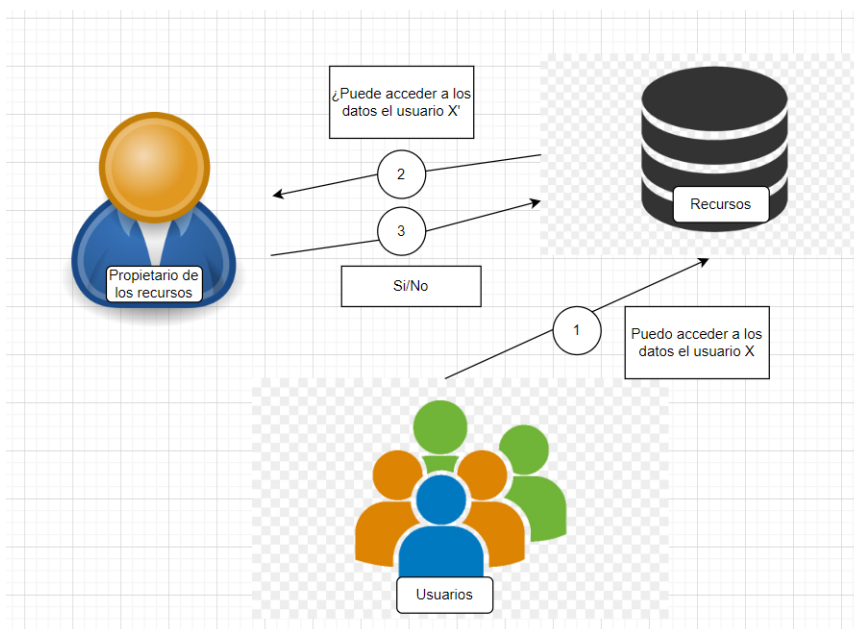 ¿Puede acceder a los
datos el usuario X'
2
Recursos
3
Propietario de
los recursos
Si/No
1
Puedo acceder a los
datos el usuario X
Usuarios